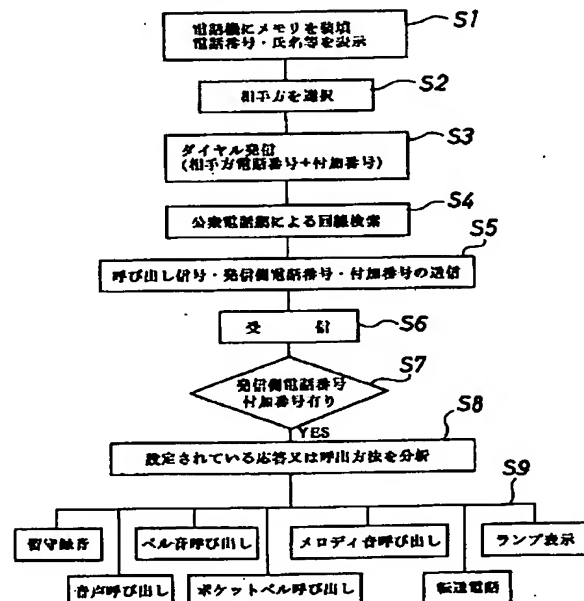 S1
電話機にメモリを装填
電話番号・氏名等を表示
S2
相手方を選択
S3
ダイヤル発信
(相手方電話番号+付加番号)
S4
公衆電話網による回線検索
S5
呼び出し信号・発信側電話番号・付加番号の送信
S6
受 信
S7
発信側電話番号
付加番号有り
YES
S8
設定されている応答又は呼出方法を分析
S9
留守録音
ベル音呼び出し
メロディ音呼び出し
ランプ表示
音声呼び出し
ポケットベル呼び出し
転送電話